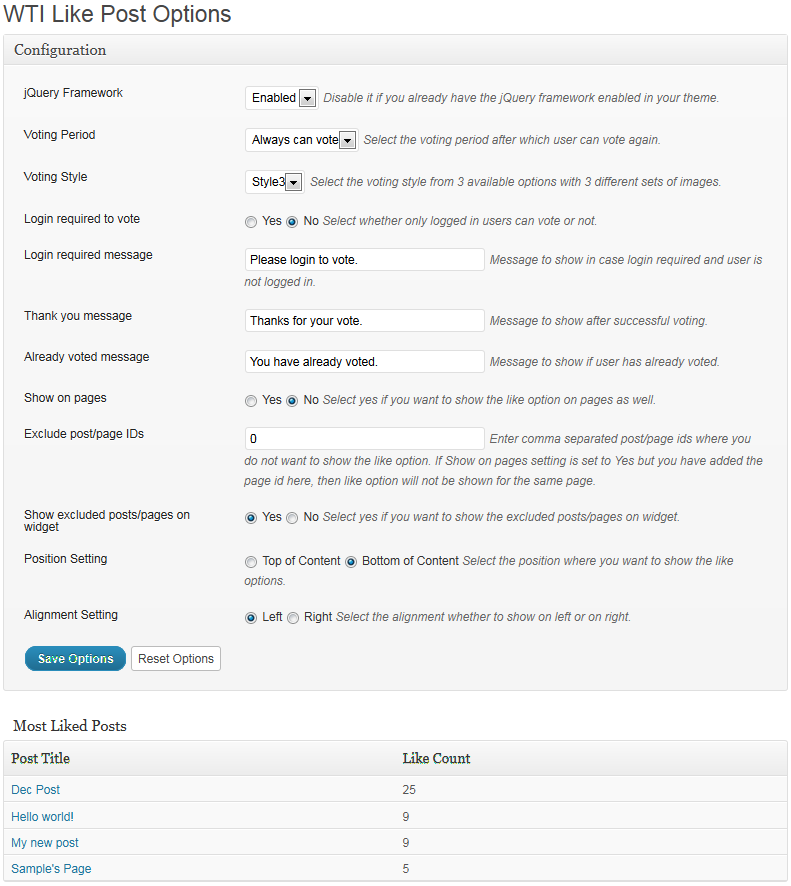 WTI Like Post Options
Configuration
jQuery Framework
Enabled Disable it if you already have the jQuery framework enabled in your theme.
Voting Period
Always can vote Select the voting period after which user can vote again.
Voting Style
Style3 Select the voting style from 3 available options with 3 different sets of images.
Login required to vote
Yes No Select whether only logged in users can vote or not.
Login required message
Please login to vote. Message to show in case login required and user is
not logged in.
Thank you message
Thanks for your vote. Message to show after successful voting.
Already voted message
You have already voted. Message to show if user has already voted.
Show on pages
Yes No Select yes if you want to show the like option on pages as well.
Exclude post/page IDs
0 Enter comma separated post/page ids where you
do not want to show the like option. If Show on pages setting is set to Yes but you have added the
page id here, then like option will not be shown for the same page.
Show excluded posts/pages on
widget
Yes No Select yes if you want to show the excluded posts/pages on widget.
Position Setting
Top of Content Bottom of Content Select the position where you want to show the like
options.
Alignment Setting
Left Right Select the alignment whether to show on left or on right.
Save Options Reset Options
Most Liked Posts
Post Title Like Count
Dec Post 25
Hello world! 9
My new post 9
Sample's Page 5